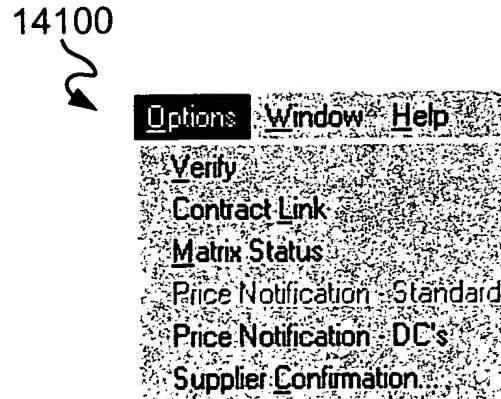 14100
Options Window Help
Verify
Contract Link
Matrix Status
Price Notification - Standard
Price Notification - DC's
Supplier Confirmation...